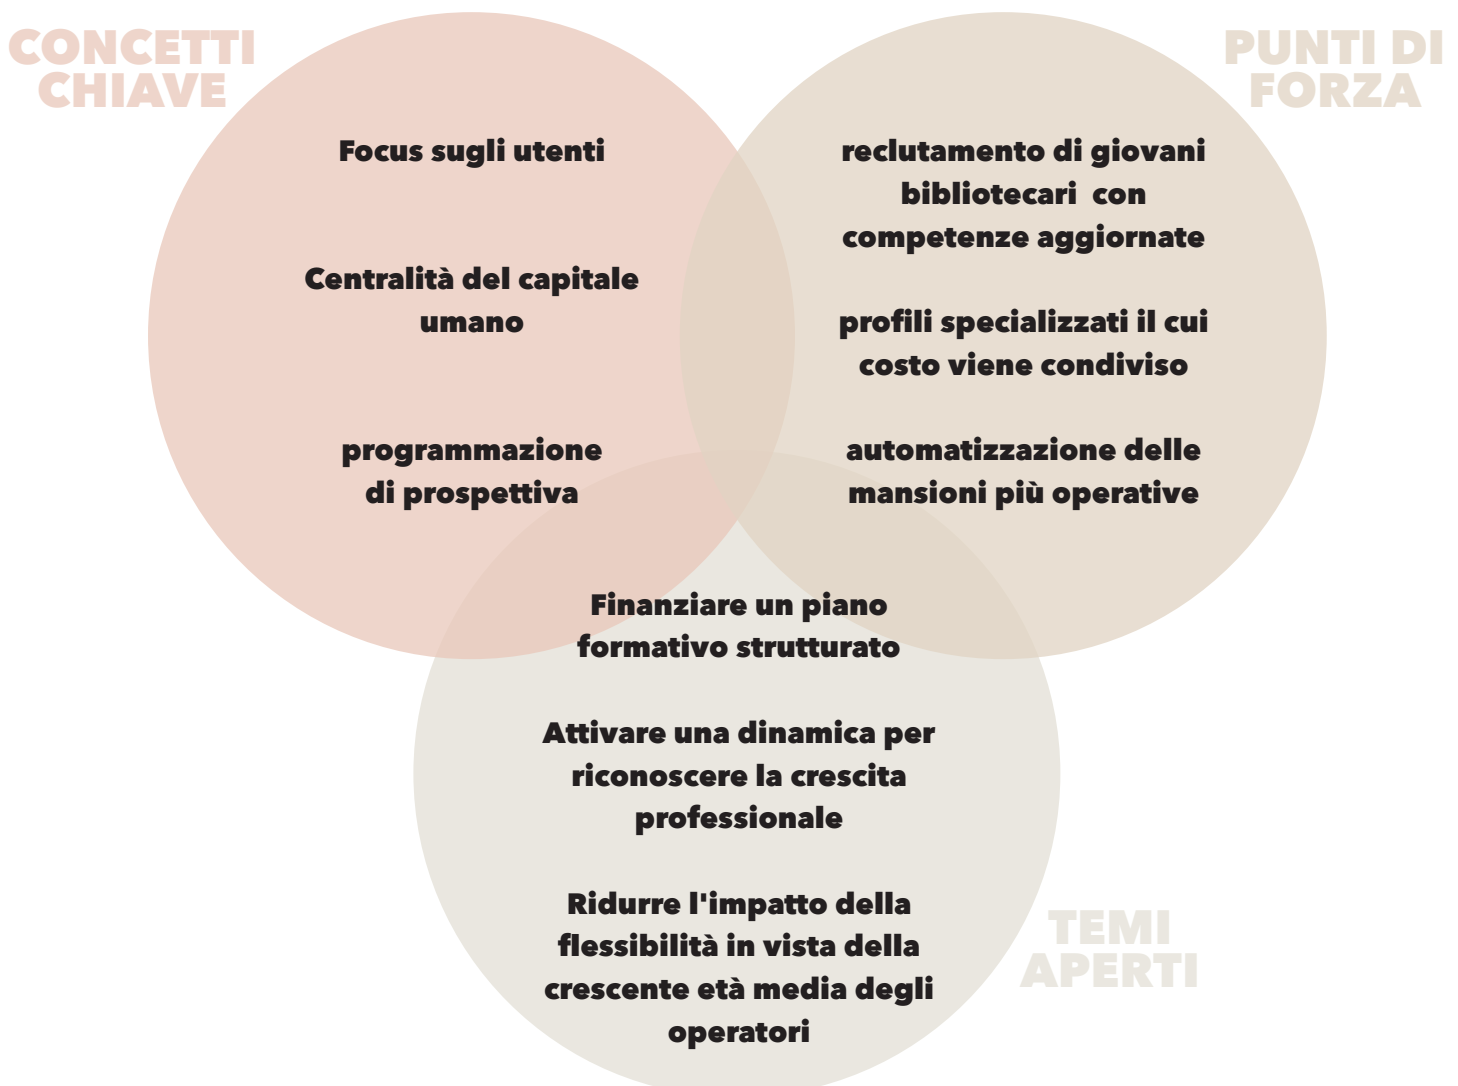 CONCETTI
CHIAVE
Focus sugli utenti
Centralità del capitale
umano
programmazione
di prospettiva
PUNTI DI
FORZA
reclutamento di giovani
bibliotecari con
competenze aggiornate
profili specializzati il cui
costo viene condiviso
automatizzazione delle
mansioni più operative
Finanziare un piano
formativo strutturato
Attivare una dinamica per
riconoscere la crescita
professionale
Ridurre l'impatto della
flessibilità in vista della
crescente età media degli
operatori
TEMI
APERTI